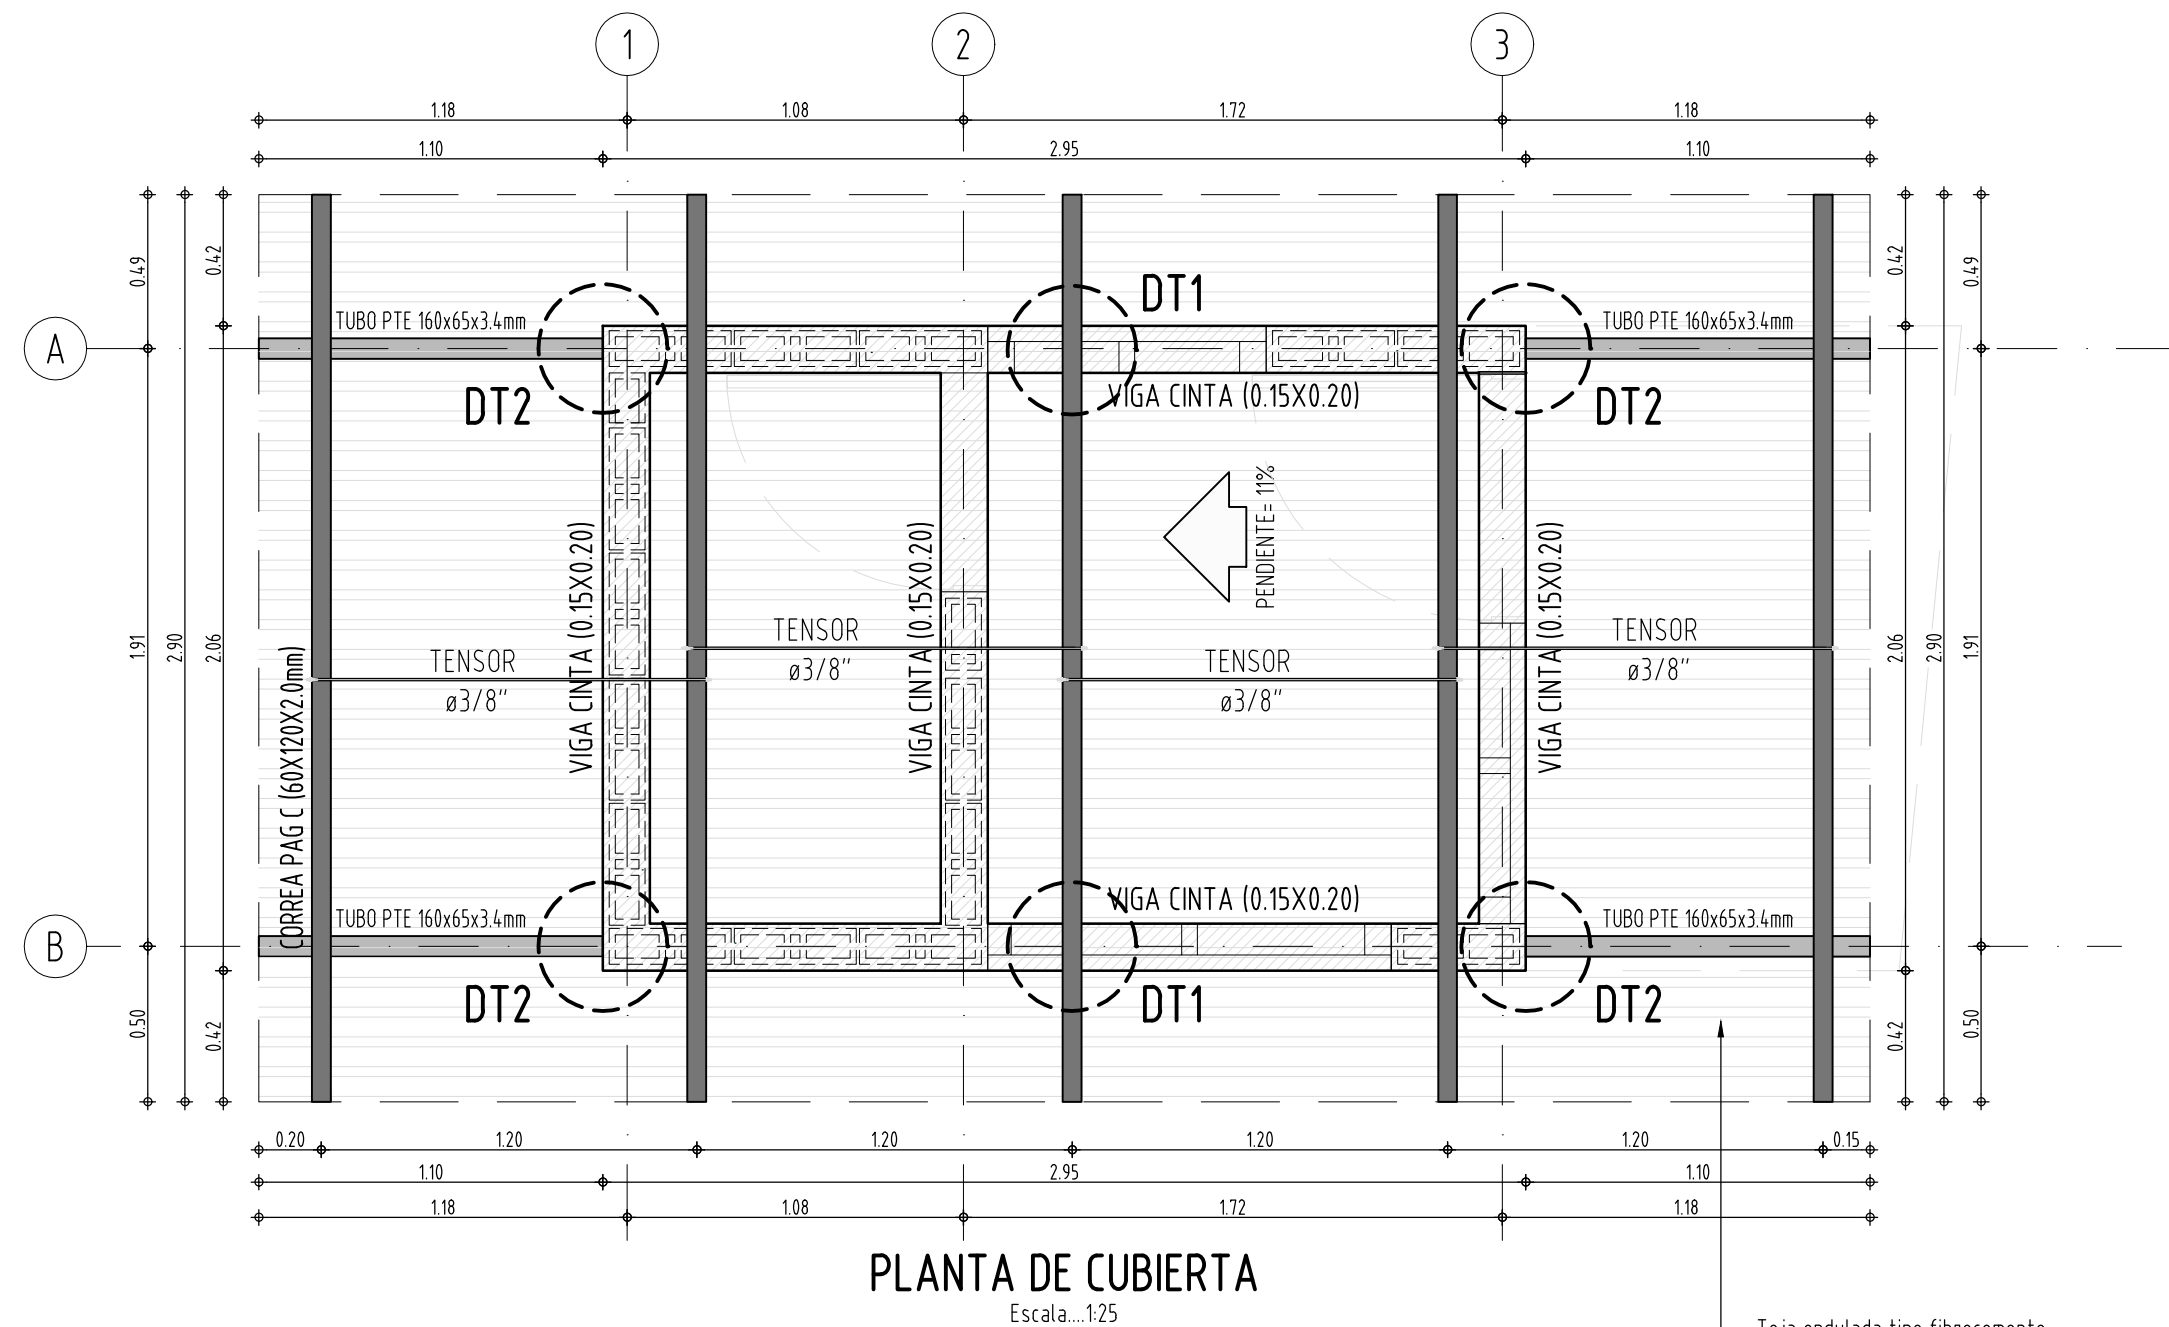 1
2
3
1.18
1.08
1.72
1.18
1.10
2.95
1.10
0.49
0.42
0.42
0.49
A
TUBO PTE 160x65x3.4mm
DT1
TUBO PTE 160x65x3.4mm
DT2
VIGA CINTA (0.15X0.20)
DT2
PENDIENTE= 11%
VIGA CINTA (0.15X0.20)
VIGA CINTA (0.15X0.20)
VIGA CINTA (0.15X0.20)
1.91
2.90
2.06
TENSOR
ø3/8"
TENSOR
ø3/8"
TENSOR
ø3/8"
TENSOR
ø3/8"
2.06
2.90
1.91
CORREA PAG C (60X120X2.0mm)
VIGA CINTA (0.15X0.20)
TUBO PTE 160x65x3.4mm
TUBO PTE 160x65x3.4mm
B
DT2
DT1
DT2
0.50
0.42
0.42
0.50
0.20
1.20
1.20
1.20
1.20
0.15
1.10
2.95
1.10
1.18
1.08
1.72
1.18
PLANTA DE CUBIERTA
Escala....1:25
Teja ondulada tipo fibrocemento